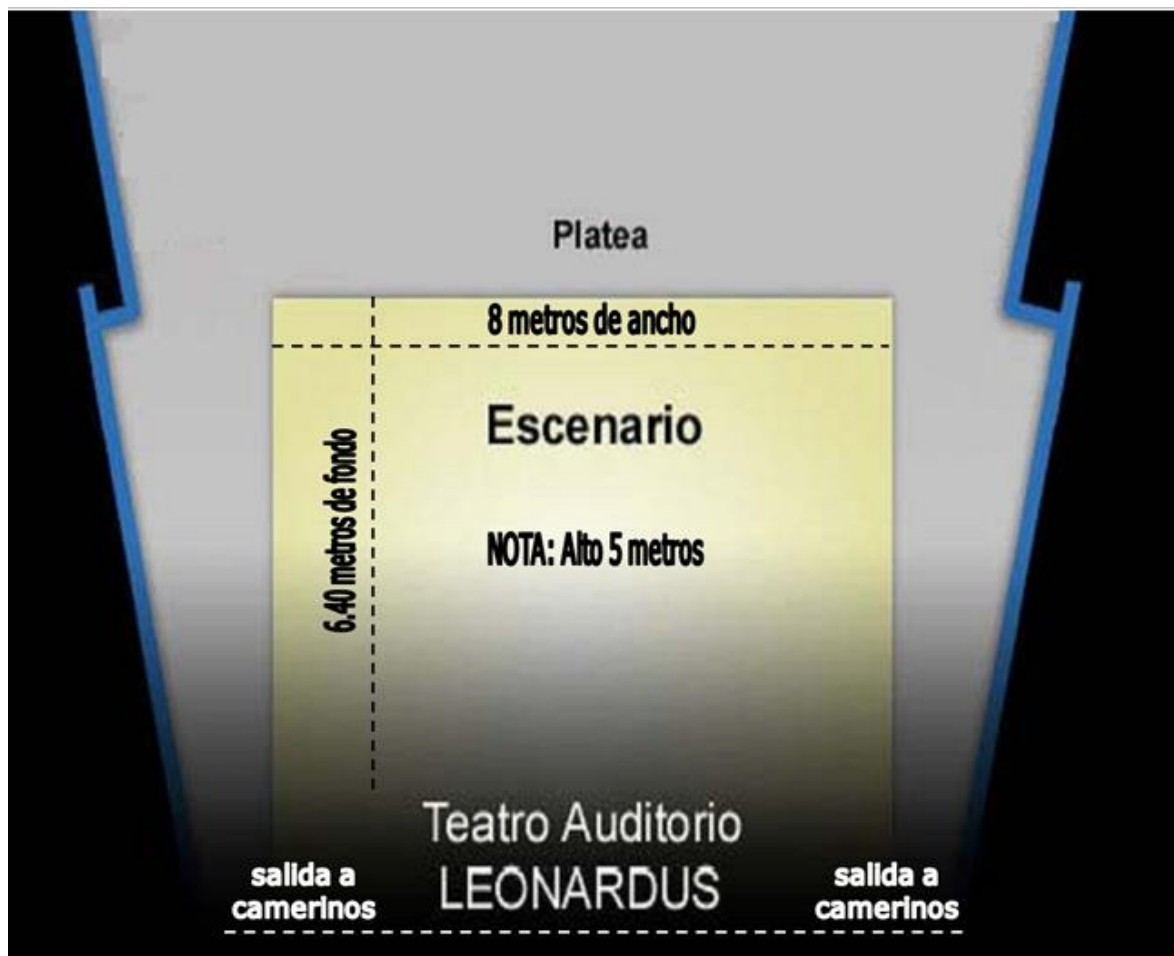 Platea
8 metros de ancho
Escenario
6.40 metros de fondo
NOTA: Alto 5 metros
Teatro Auditorio
LEONARDUS
salida a
camerinos
salida a
camerinos